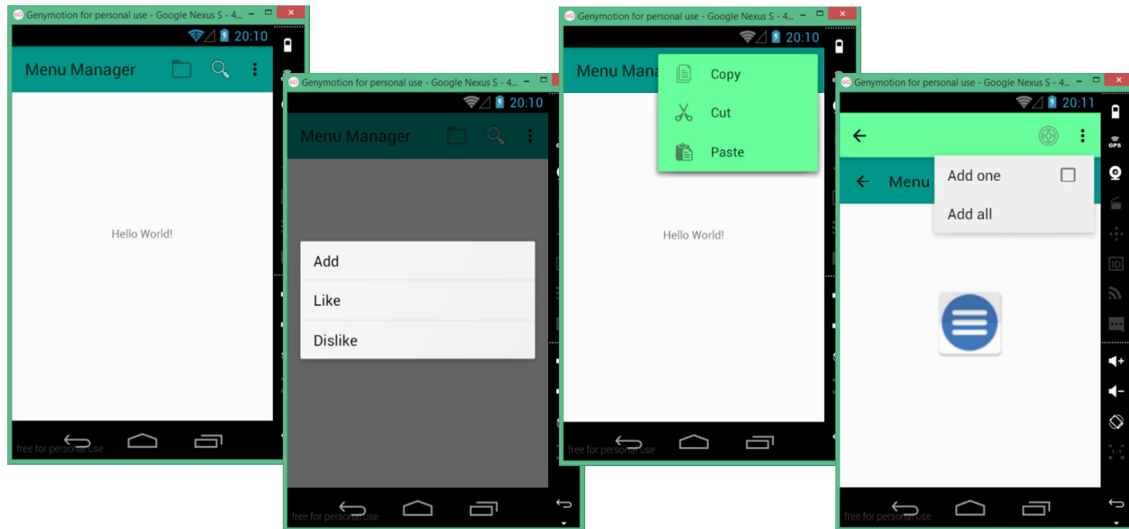 Genymotion for personal use - Google Nexus S - 4...
20:10
Menu Manager
Hello World!
free for personal use
Genymotion for personal use - Google Nexus S - 4...
20:10
Menu Manager
Add
Like
Dislike
free for personal use
Genymotion for personal use - Google Nexus S - 4...
20:10
Menu Mana
Copy
Cut
Paste
Hello World!
free for personal use
Genymotion for personal use - Google Nexus S - 4...
20:11
GPS
Menu
Add one
Add all
ID
free for personal use